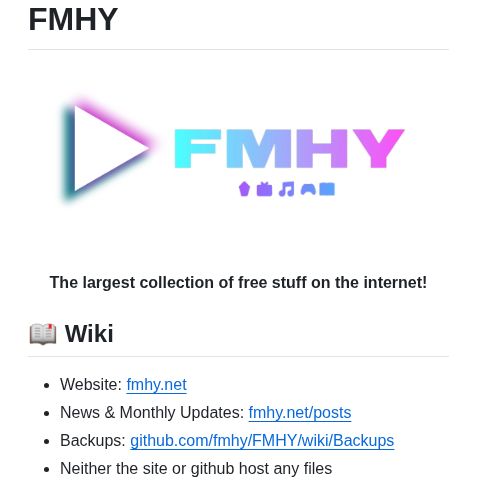 FMHY
FMHY
The largest collection of free stuff on the internet!
Wiki
Website: fmhy.net
News & Monthly Updates: fmhy.net/posts
Backups: github.com/fmhy/FMHY/wiki/Backups
Neither the site or github host any files